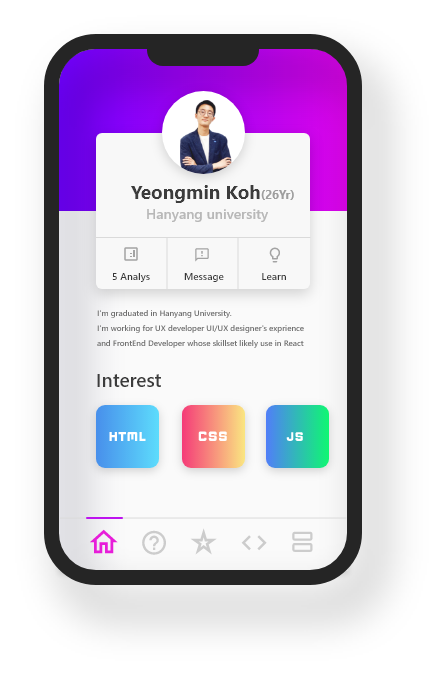 Yeongmin Koh(26Yr)
Hanyang university
5 Analys Message Learn
I'm graduated in Hanyang University.
I'm working for UX developer UI/UX designer's exprience
and FrontEnd Developer whose skillset likely use in React
Interest
HTML CSS JS